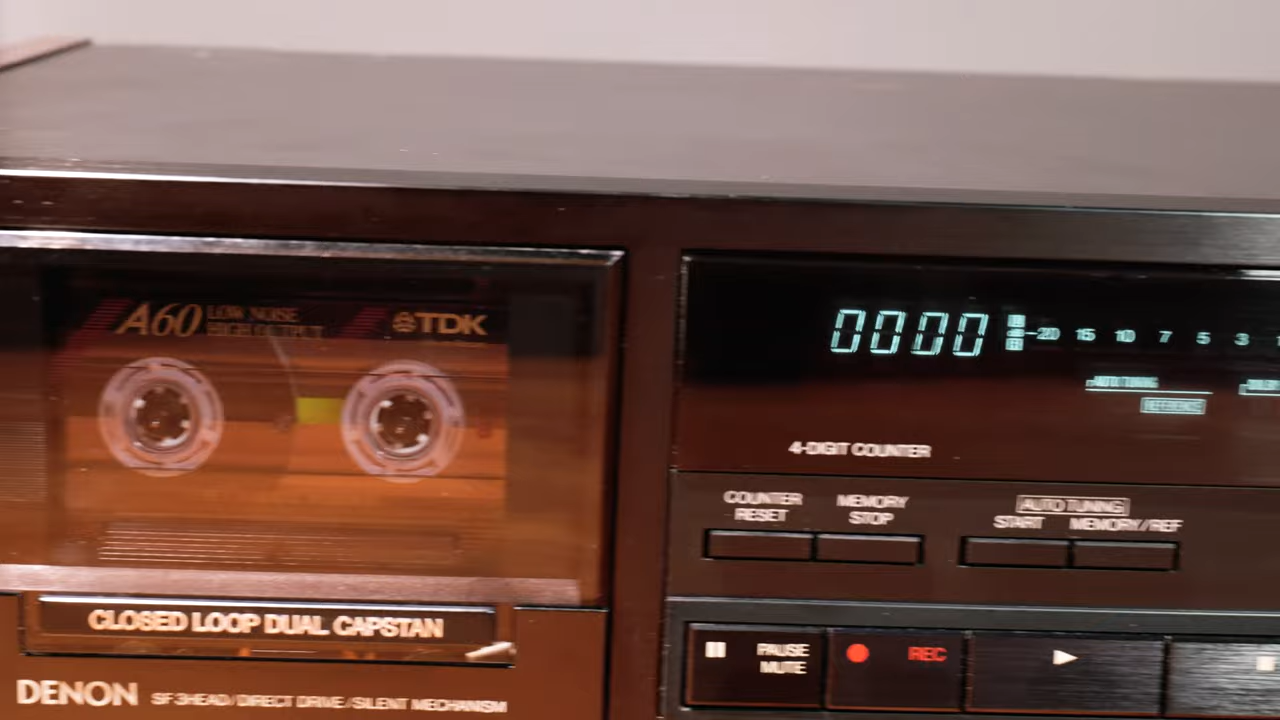 A60 LOW NOISE
HIGH OUTPUT
TDK
0000
-20 15 10 7 5 3
AUTO TUNING
4-DIGIT COUNTER
COUNTER
RESET
MEMORY
STOP
AUTO TUNING
START MEMORY/REF
CLOSED LOOP DUAL CAPSTAN
PAUSE
MUTE
REC
DENON SF 3HEAD/DIRECT DRIVE/SILENT MECHANISM